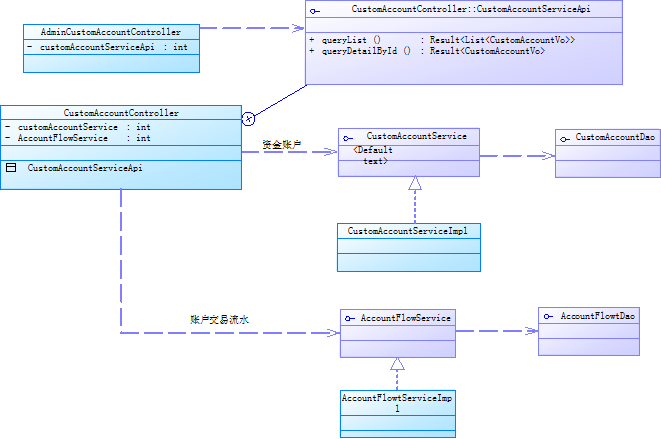 CustomAccountController::CustomAccountServiceApi
+ queryList () : Result<List<CustomAccountVo>>
+ queryDetailById () : Result<CustomAccountVo>
AdminCustomAccountController
- customAccountServiceApi : int
CustomAccountController
- customAccountService : int
- AccountFlowService : int
CustomAccountServiceApi
资金账户
CustomAccountService
<Default
text>
CustomAccountDao
CustomAccountServiceImpl
账户交易流水
AccountFlowService
AccountFlowtDao
AccountFlowtServiceImp
l